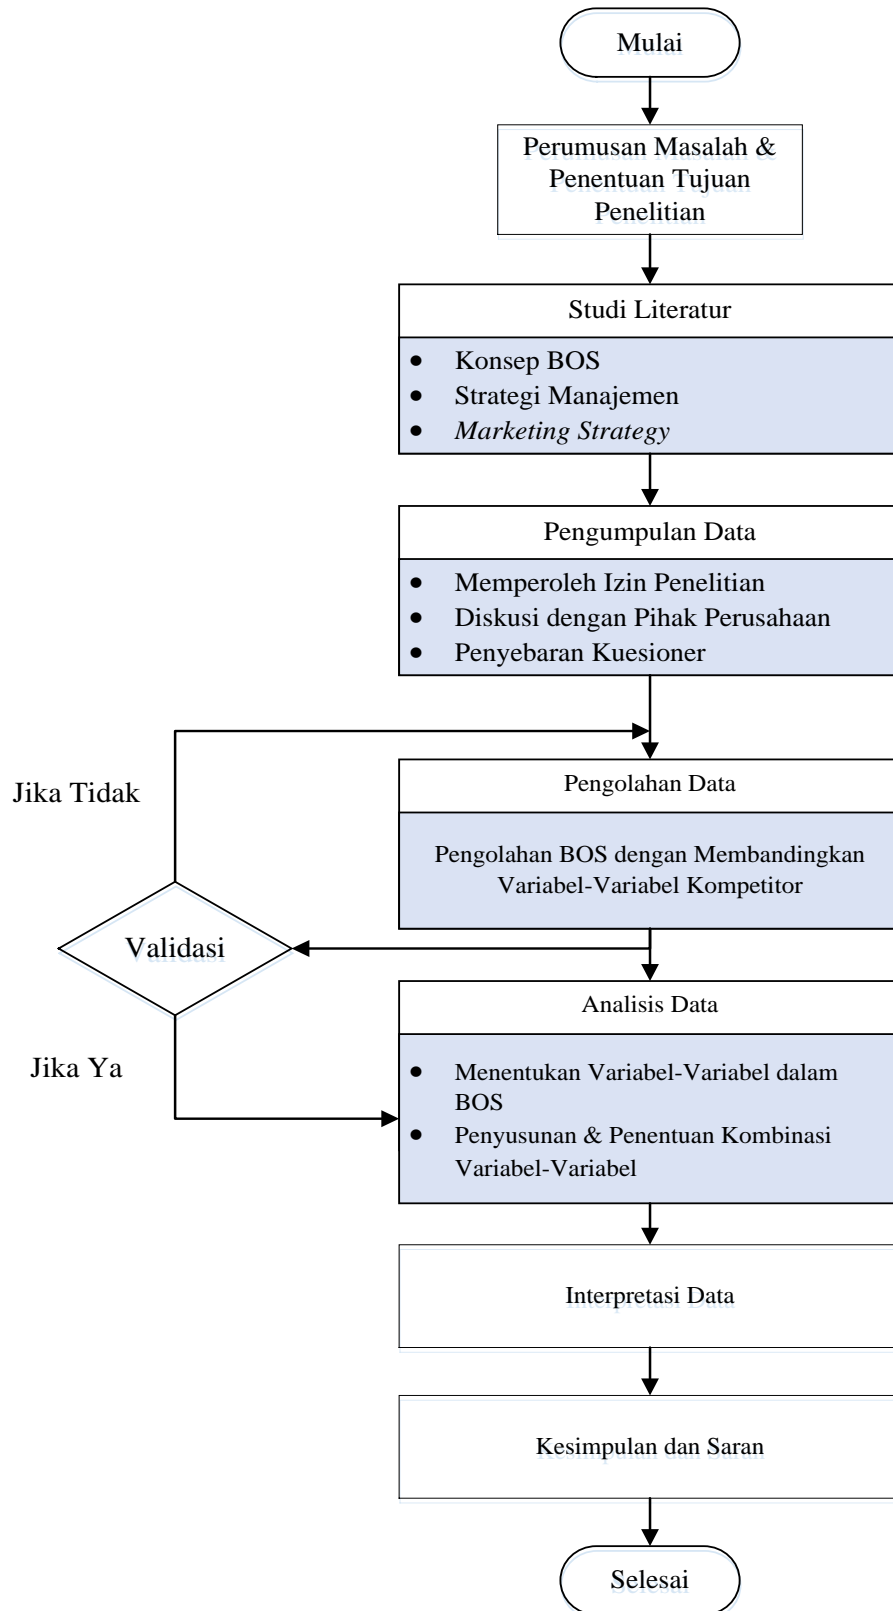 Mulai
Perumusan Masalah &
Penentuan Tujuan
Penelitian
Studi Literatur
• Konsep BOS
• Strategi Manajemen
• Marketing Strategy
Pengumpulan Data
• Memperoleh Izin Penelitian
• Diskusi dengan Pihak Perusahaan
• Penyebaran Kuesioner
Jika Tidak
Pengolahan Data
Pengolahan BOS dengan Membandingkan
Variabel-Variabel Kompetitor
Validasi
Jika Ya
Analisis Data
• Menentukan Variabel-Variabel dalam
BOS
• Penyusunan & Penentuan Kombinasi
Variabel-Variabel
Interpretasi Data
Kesimpulan dan Saran
Selesai